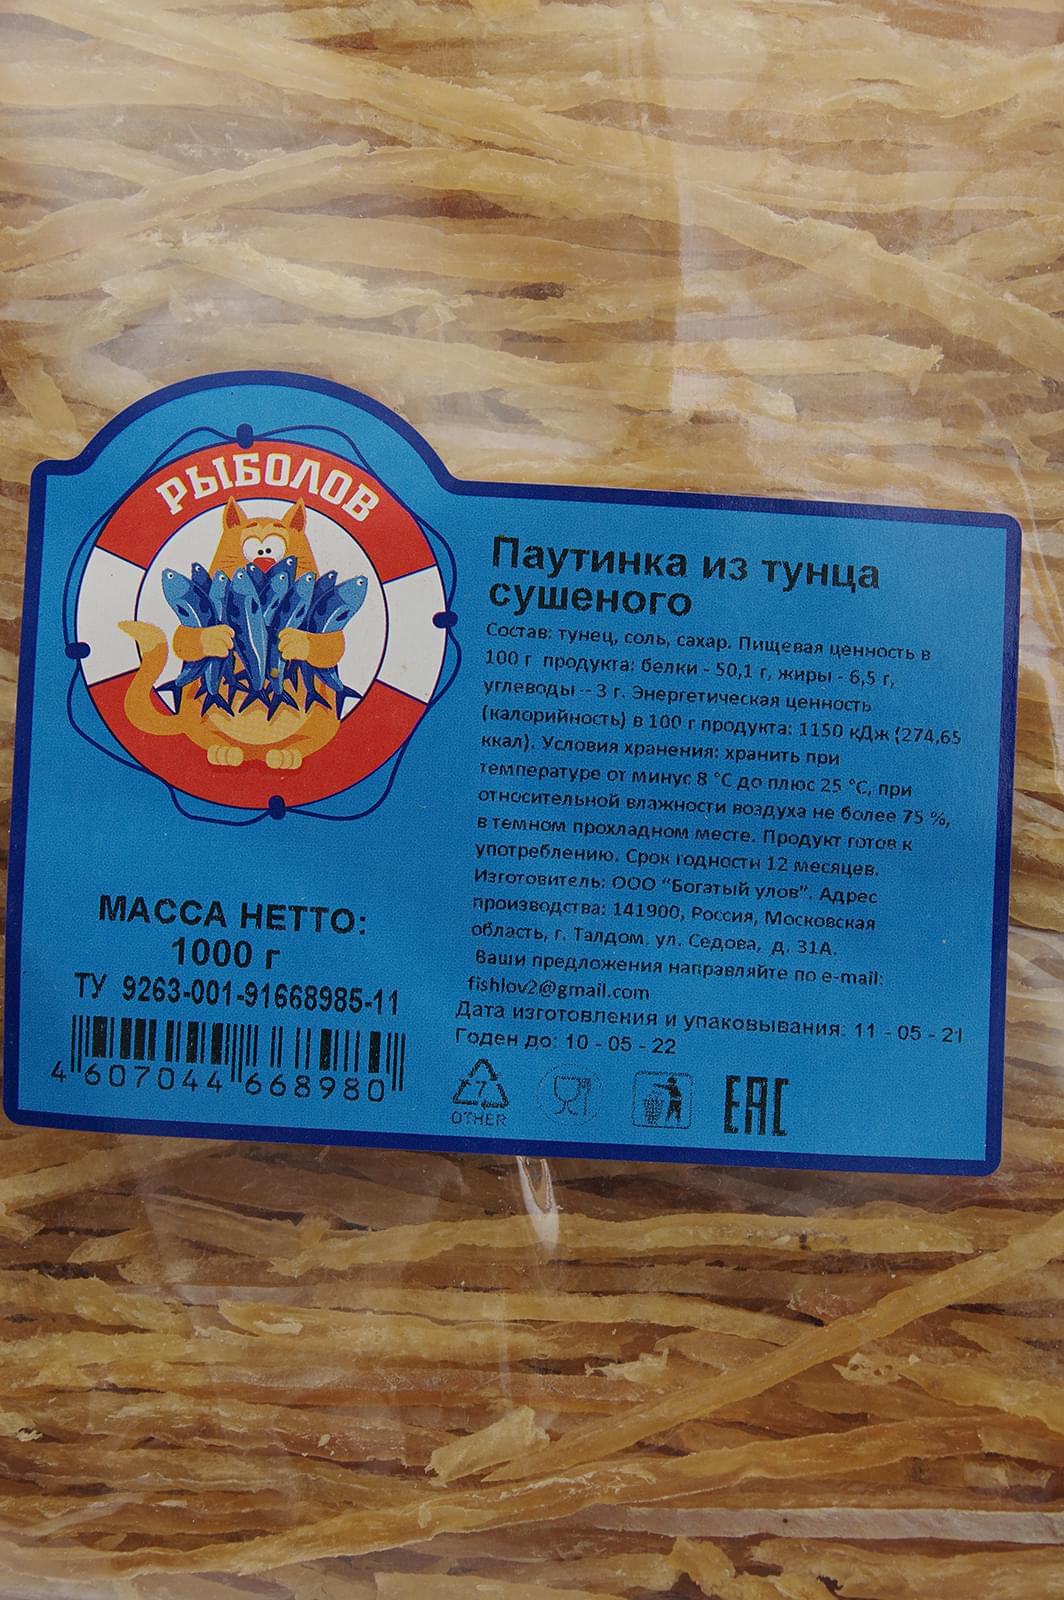 РЫБОЛОВ
Паутинка из тунца
сушеного
Состав: тунец, соль, сахар. Пищевая ценность в
100 г продукта: белки - 50,1 г, жиры - 6,5 г,
углеводы -- 3 г. Энергетическая ценность
(калорийность) в 100 г продукта: 1150 кДж (274,65
ккал). Условия хранения: хранить при
температуре от минус 8 °С до плюс 25 °С, при
относительной влажности воздуха не более 75 %,
в темном прохладном месте. Продукт готов к
употреблению. Срок годности 12 месяцев.
Изготовитель: ООО “Богатый улов”. Адрес
производства: 141900, Россия, Московская
область, г. Талдом, ул. Седова, д. 31А.
Ваши предложения направляйте по e-mail:
fishlov2@gmail.com
Дата изготовления и упаковывания: 11 - 05 - 21
Годен до: 10 - 05 - 22
МАССА НЕТТО:
1000 г
ТУ 9263-001-91668985-11
4 607044 668980
7
OTHER
EAC